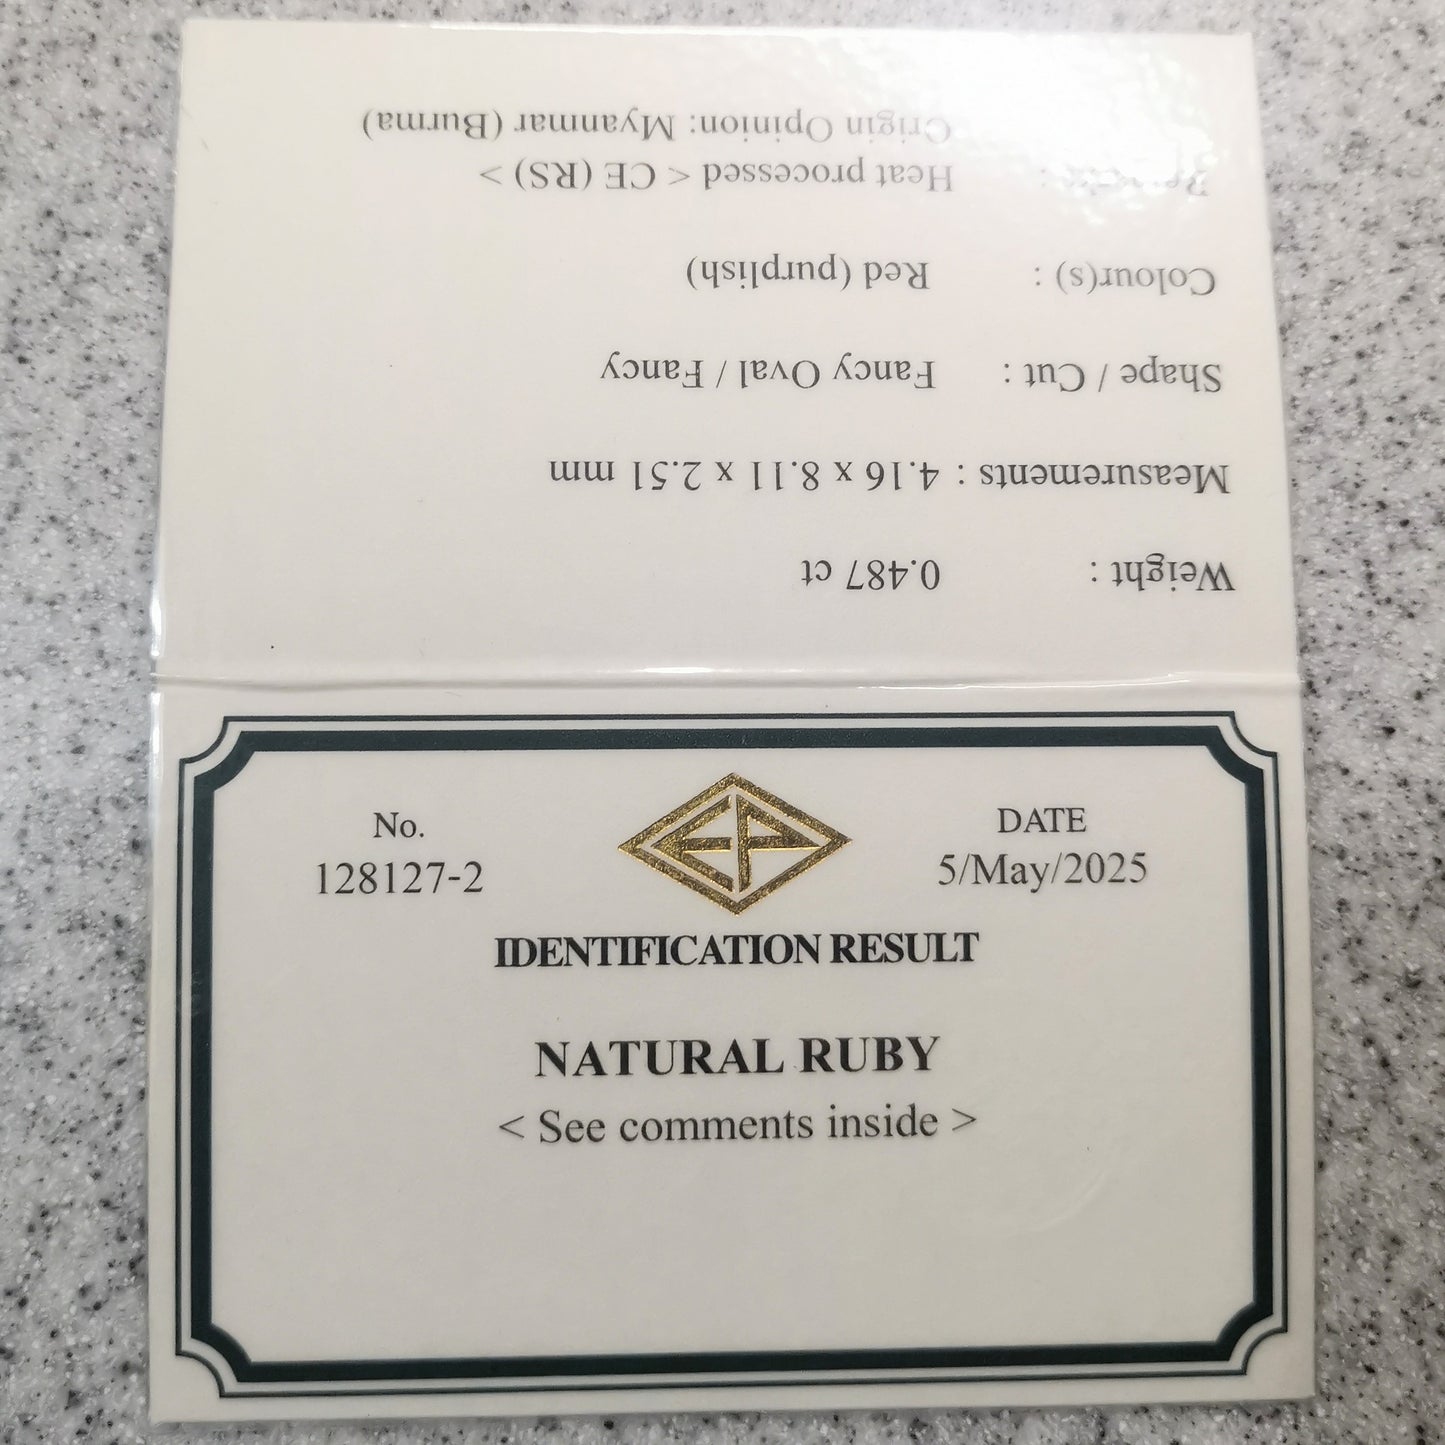 No.
128127-2
EP
DATE
5/May/2025
IDENTIFICATION RESULT
NATURAL RUBY
< See comments inside >
Weight : 0.487 ct
Measurements : 4.16 x 8.11 x 2.51 mm
Shape / Cut : Fancy Oval / Fancy
Colour(s) : Red (purplish)
: Heat processed < CE (RS) >
Origin Opinion: Myanmar (Burma)